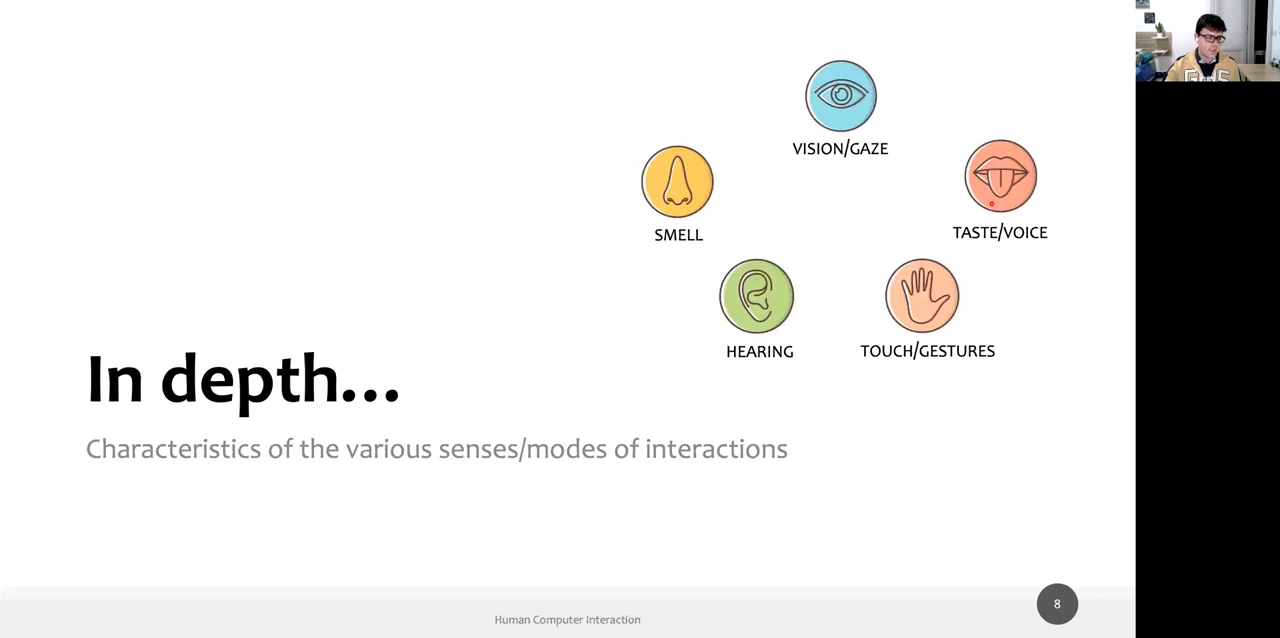 VISION/GAZE
SMELL
TASTE/VOICE
HEARING
TOUCH/GESTURES
In depth...
Characteristics of the various senses/modes of interactions
Human Computer Interaction
8